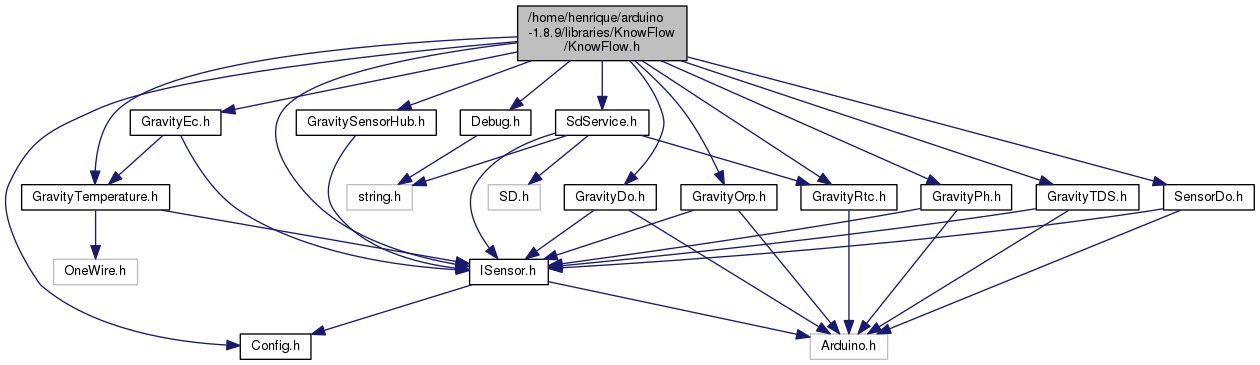 /home/henrique/arduino
-1.8.9/libraries/KnowFlow
/KnowFlow.h
GravityEc.h
GravitySensorHub.h
Debug.h
SdService.h
GravityTemperature.h
string.h
SD.h
GravityDo.h
GravityOrp.h
GravityRtc.h
GravityPh.h
GravityTDS.h
SensorDo.h
OneWire.h
ISensor.h
Config.h
Arduino.h